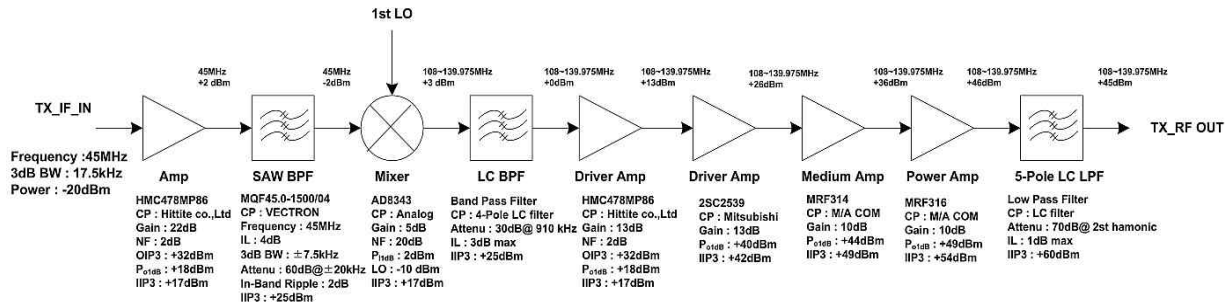 1st LO
45MHz
+2 dBm
45MHz
-2dBm
108~139.975MHz
+3 dBm
108~139.975MHz
+0dBm
108~139.975MHz
+13dBm
108~139.975MHz
+26dBm
108~139.975MHz
+36dBm
108~139.975MHz
+46dBm
108~139.975MHz
+45dBm
TX_IF_IN
TX_RF OUT
Frequency :45MHz
3dB BW : 17.5kHz
Power : -20dBm
Amp
HMC478MP86
CP : Hittite co.,Ltd
Gain : 22dB
NF : 2dB
OIP3 : +32dBm
Po1dB : +18dBm
IIP3 : +17dBm
SAW BPF
MQF45.0-1500/04
CP : VECTRON
Frequency : 45MHz
IL : 4dB
3dB BW : ±7.5kHz
Attenu : 60dB@±20kHz
In-Band Ripple : 2dB
IIP3 : +25dBm
Mixer
AD8343
CP : Analog
Gain : 5dB
NF : 20dB
Pi1dB : 2dBm
LO : -10 dBm
IIP3 : +17dBm
LC BPF
Band Pass Filter
CP : 4-Pole LC filter
Attenu : 30dB@ 910 kHz
IL : 3dB max
IIP3 : +25dBm
Driver Amp
HMC478MP86
CP : Hittite co.,Ltd
Gain : 13dB
NF : 2dB
OIP3 : +32dBm
Po1dB : +18dBm
IIP3 : +17dBm
Driver Amp
2SC2539
CP : Mitsubishi
Gain : 13dB
Po1dB : +40dBm
IIP3 : +42dBm
Medium Amp
MRF314
CP : M/A COM
Gain : 10dB
Po1dB : +44dBm
IIP3 : +49dBm
Power Amp
MRF316
CP : M/A COM
Gain : 10dB
Po1dB : +49dBm
IIP3 : +54dBm
5-Pole LC LPF
Low Pass Filter
CP : LC filter
Attenu : 70dB@ 2st hamonic
IL : 1dB max
IIP3 : +60dBm